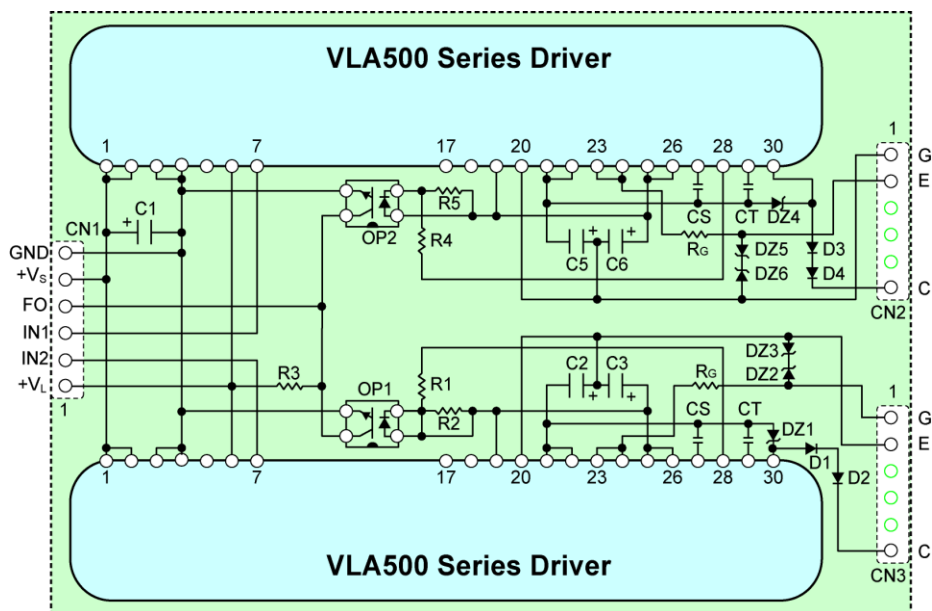 VLA500 Series Driver
1 7 17 20 23 26 28 30
1
G
E
C
CN2
CN1
C1
+
OP2
R5
R4
C5 + C6 +
RG
CS CT DZ4
DZ5
DZ6
D3
D4
GND
+VS
FO
IN1
IN2
+VL
1
R3
OP1
R1
R2
C2 + C3 +
RG
DZ3
DZ2
CS CT DZ1
D1 D2
1
G
E
C
CN3
1 7 17 20 23 26 28 30
VLA500 Series Driver